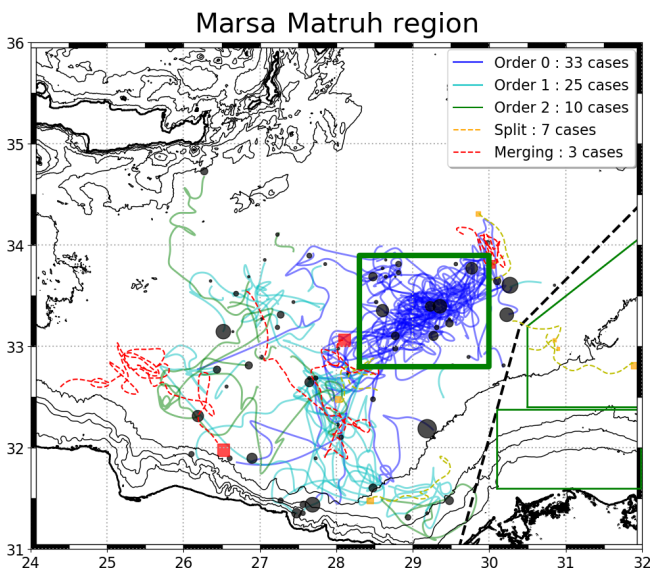 Marsa Matruh region
36
35
34
33
32
31
24
25
26
27
28
29
30
31
32
Order 0 : 33 cases
Order 1 : 25 cases
Order 2 : 10 cases
Split : 7 cases
Merging : 3 cases